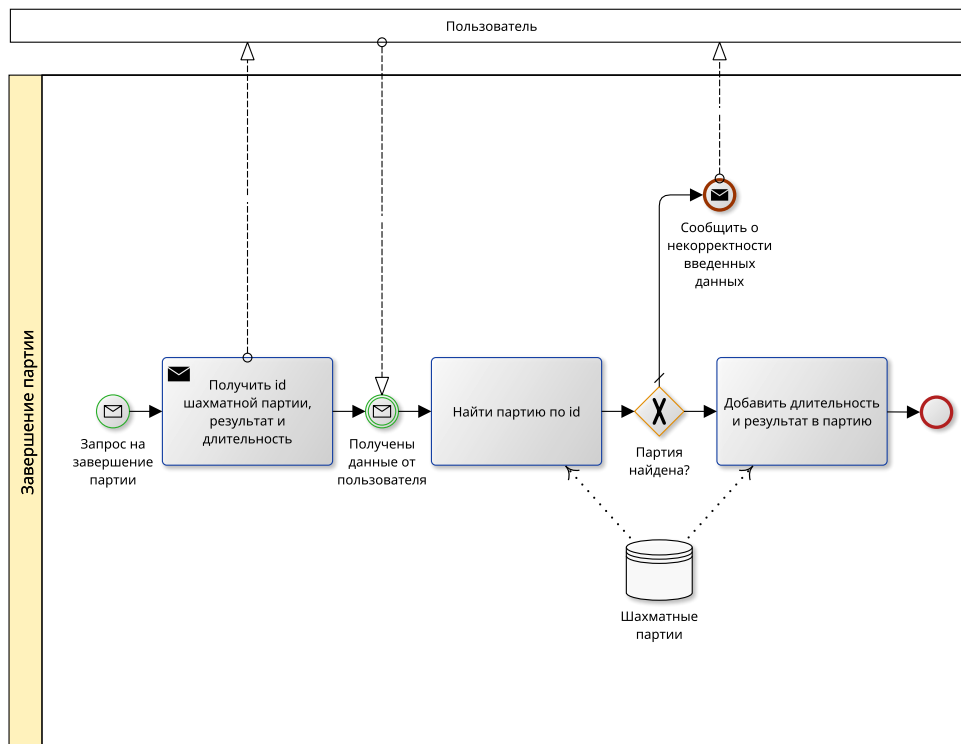 Пользователь
Завершение партии
Сообщить о
некорректности
введенных
данных
Получить id
шахматной партии,
результат и
длительность
Найти партию по id
Добавить длительность
и результат в партию
Запрос на
завершение
партии
Получены
данные от
пользователя
Партия
найдена?
Шахматные
партии